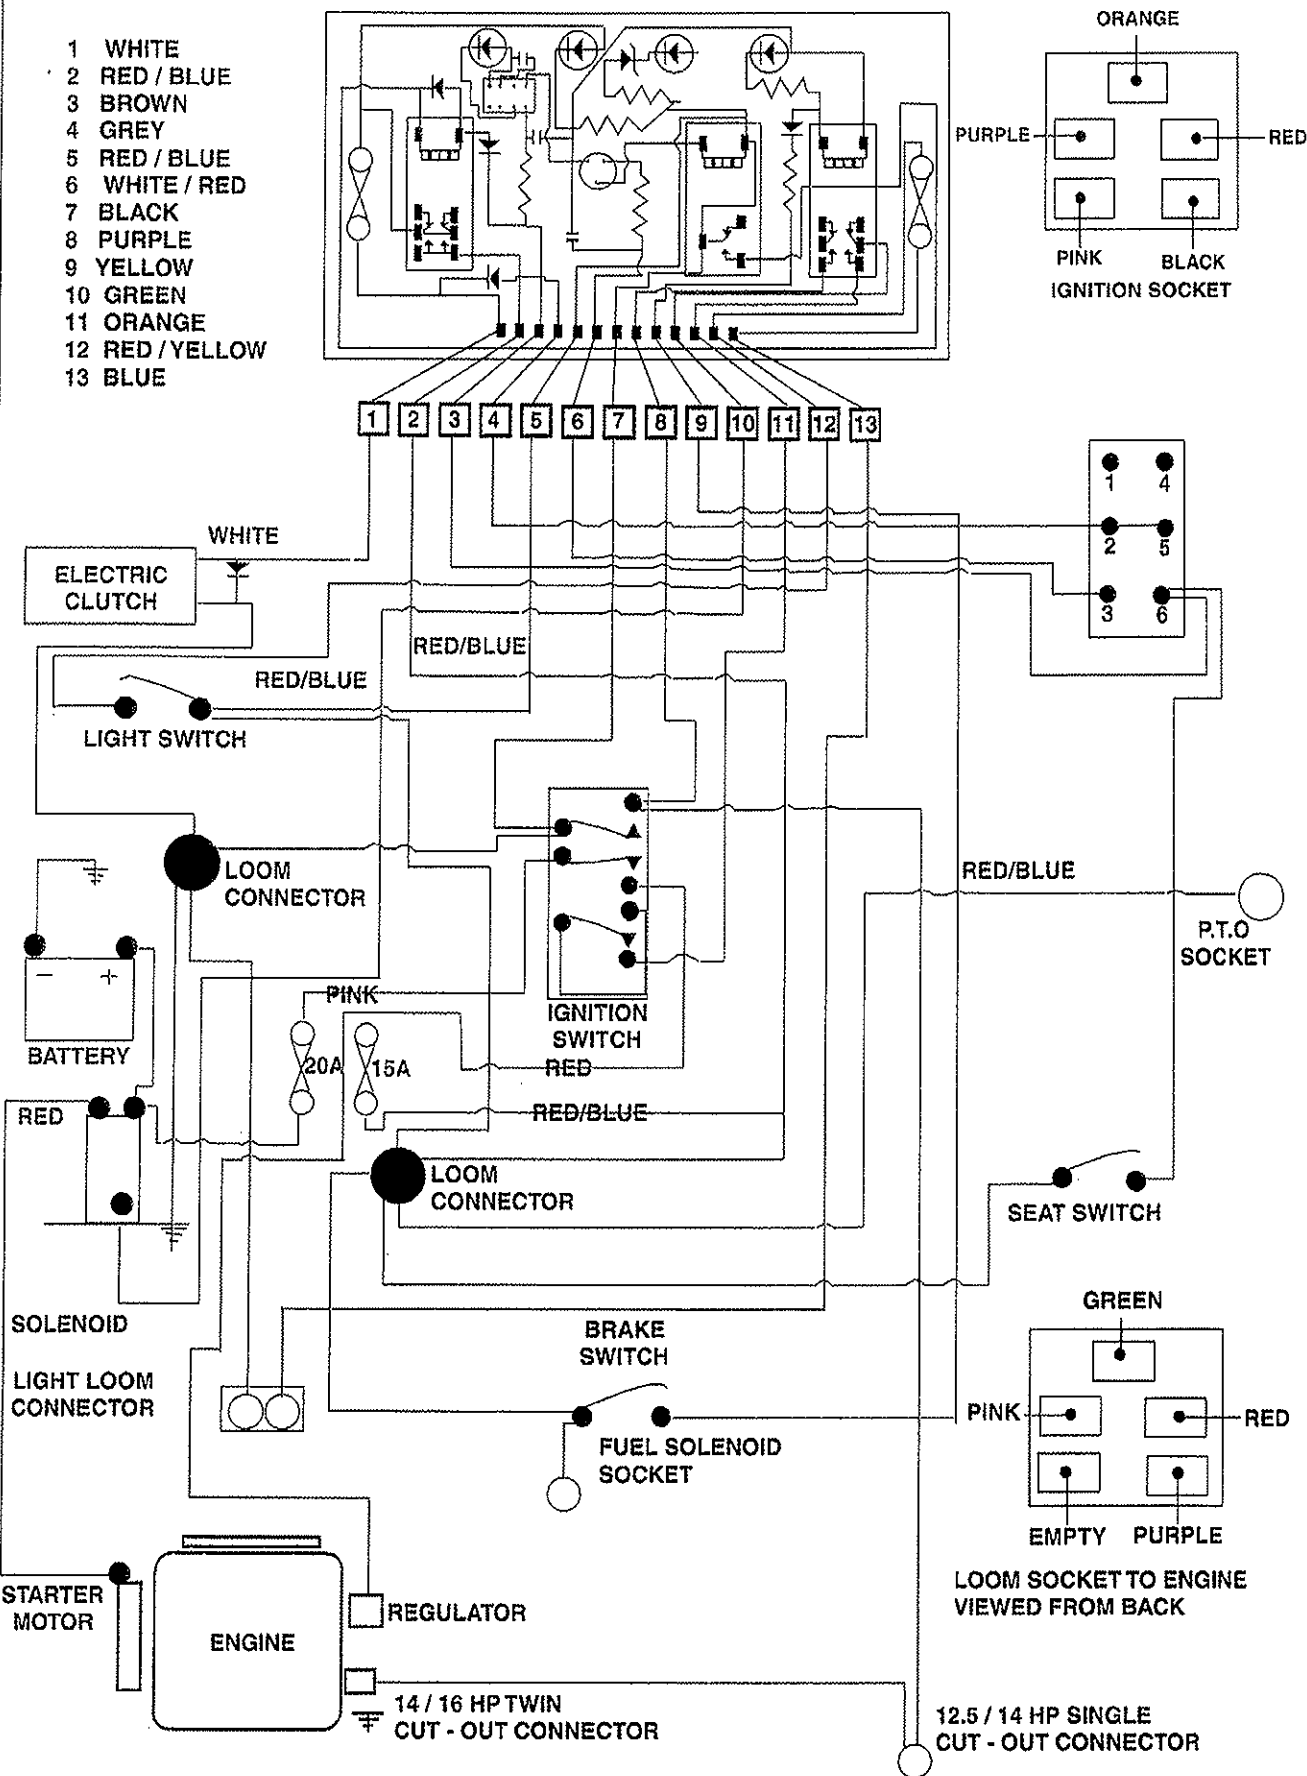 1 WHITE
2 RED / BLUE
3 BROWN
4 GREY
5 RED / BLUE
6 WHITE / RED
7 BLACK
8 PURPLE
9 YELLOW
10 GREEN
11 ORANGE
12 RED / YELLOW
13 BLUE
ORANGE
PURPLE
RED
PINK
BLACK
IGNITION SOCKET
1 2 3 4 5 6 7 8 9 10 11 12 13
1 4
2 5
3 6
WHITE
ELECTRIC
CLUTCH
RED/BLUE
RED/BLUE
LIGHT SWITCH
LOOM
CONNECTOR
RED/BLUE
P.T.O
SOCKET
- +
BATTERY
PINK
IGNITION
SWITCH
20A
15A
RED
RED
RED/BLUE
LOOM
CONNECTOR
SEAT SWITCH
SOLENOID
GREEN
BRAKE
SWITCH
LIGHT LOOM
CONNECTOR
PINK
RED
FUEL SOLENOID
SOCKET
EMPTY
PURPLE
LOOM SOCKET TO ENGINE
VIEWED FROM BACK
STARTER
MOTOR
REGULATOR
ENGINE
14 / 16 HP TWIN
CUT - OUT CONNECTOR
12.5 / 14 HP SINGLE
CUT - OUT CONNECTOR